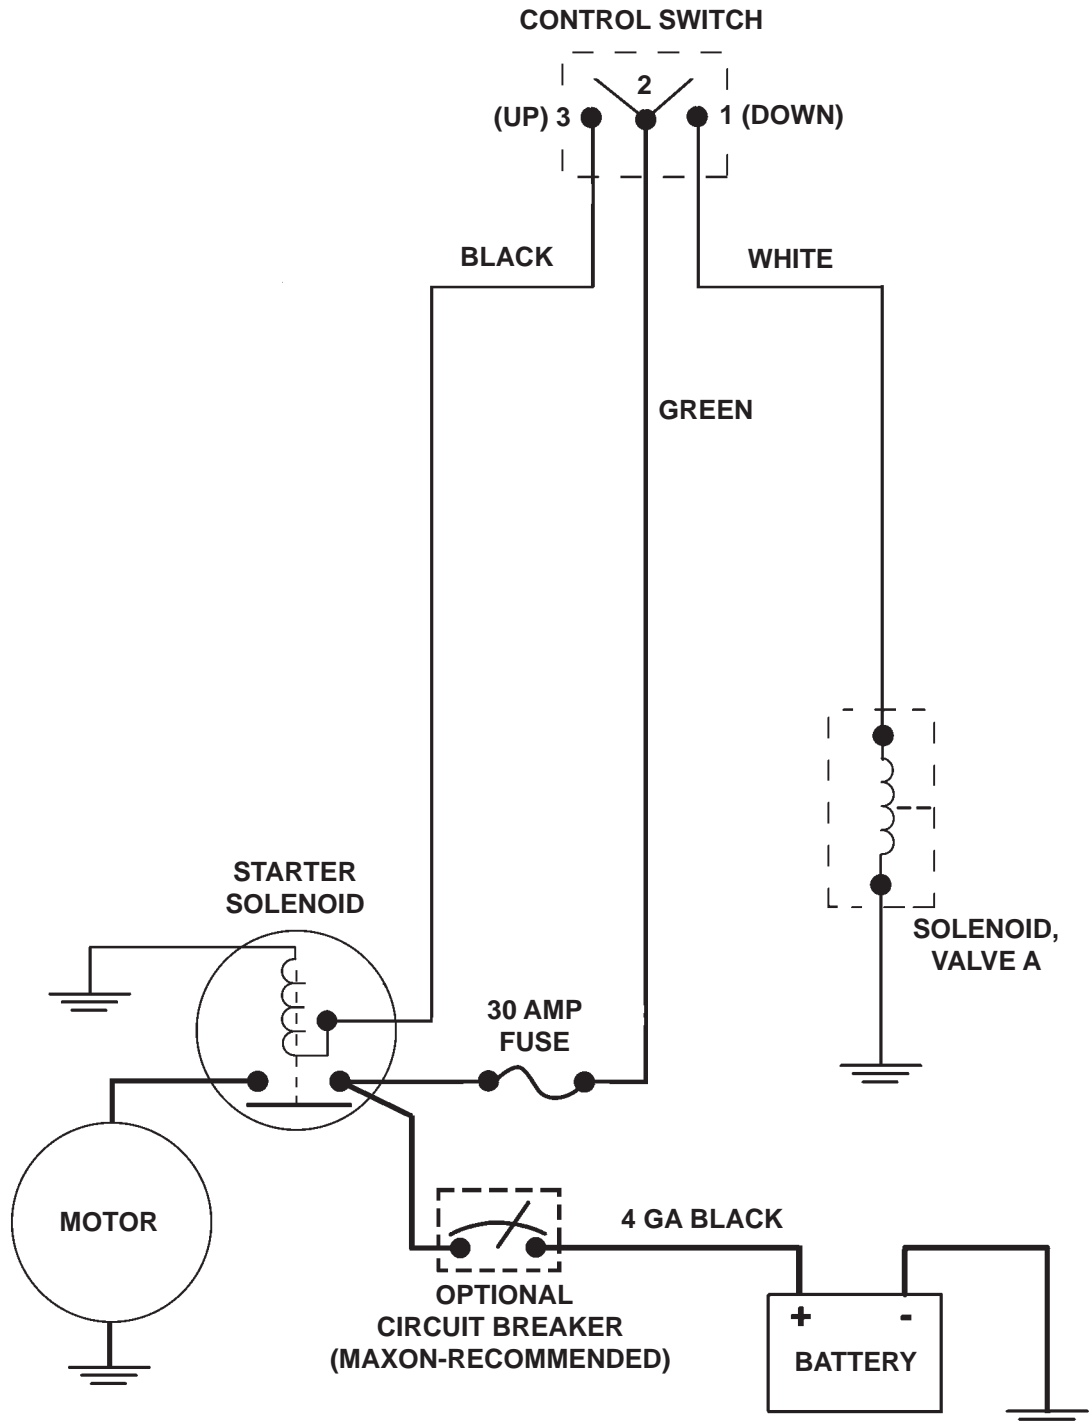 CONTROL SWITCH
2
(UP) 3
1 (DOWN)
BLACK
WHITE
GREEN
STARTER
SOLENOID
SOLENOID,
VALVE A
30 AMP
FUSE
MOTOR
4 GA BLACK
OPTIONAL
CIRCUIT BREAKER
(MAXON-RECOMMENDED)
+
-
BATTERY